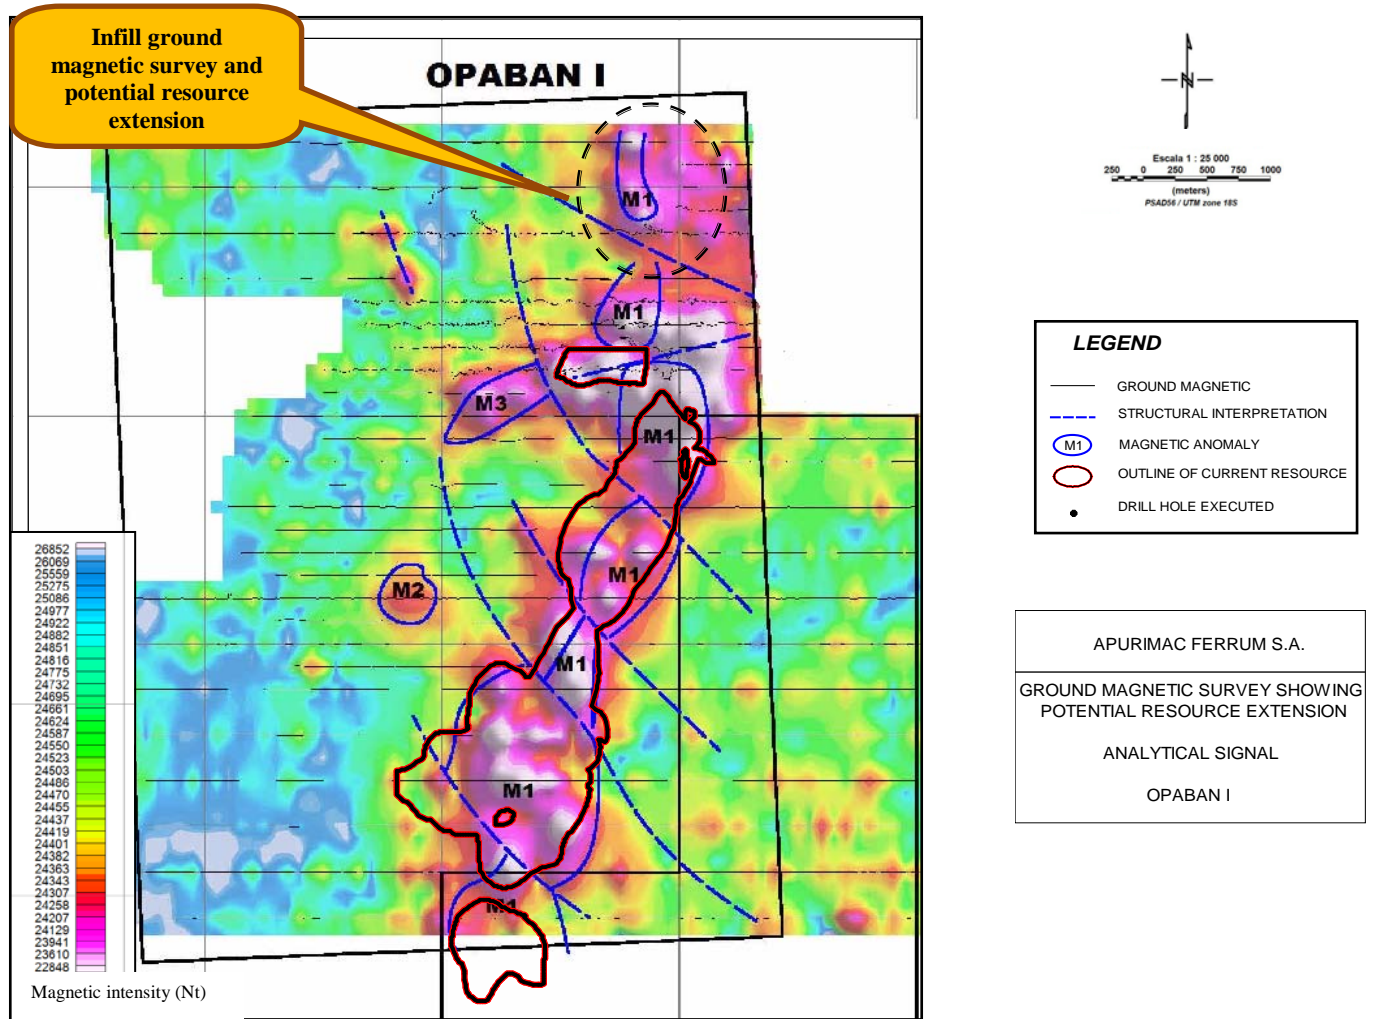 Infill ground
magnetic survey and
potential resource
extension
OPABAN I
M1
M1
M3
M1
M1
M2
M1
M1
M1
26852
26069
25559
25275
25086
24977
24922
24882
24851
24816
24775
24732
24695
24661
24624
24587
24550
24523
24503
24486
24470
24455
24437
24419
24401
24382
24363
24343
24307
24258
24207
24129
23941
23610
22848
Magnetic intensity (Nt)
N
Escala 1 : 25 000
250 0 250 500 750 1000
(meters)
PSAD56 / UTM zone 18S
LEGEND
GROUND MAGNETIC
STRUCTURAL INTERPRETATION
M1 MAGNETIC ANOMALY
OUTLINE OF CURRENT RESOURCE
DRILL HOLE EXECUTED
APURIMAC FERRUM S.A.
GROUND MAGNETIC SURVEY SHOWING
POTENTIAL RESOURCE EXTENSION
ANALYTICAL SIGNAL
OPABAN I